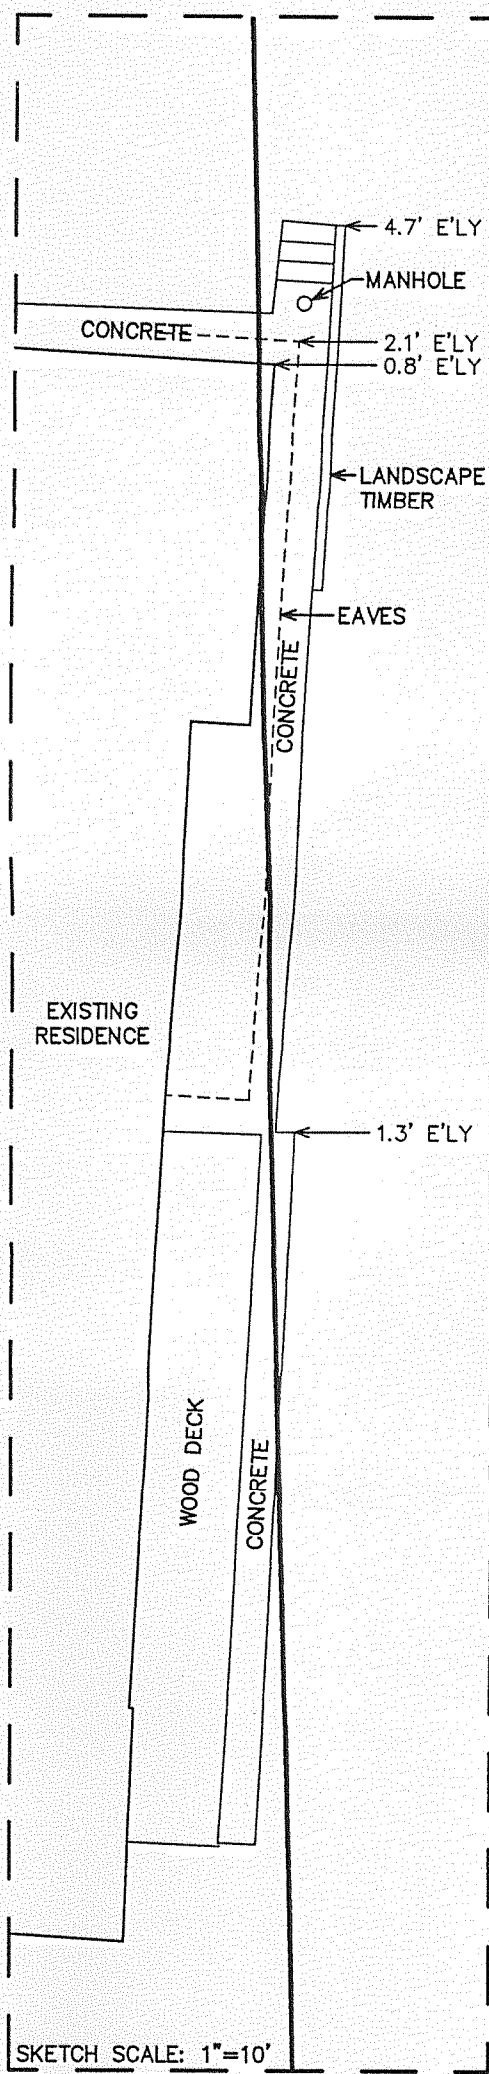 4.7' E'LY
MANHOLE
CONCRETE
2.1' E'LY
0.8' E'LY
LANDSCAPE
TIMBER
EAVES
CONCRETE
EXISTING
RESIDENCE
1.3' E'LY
WOOD DECK
CONCRETE
SKETCH SCALE: 1"=10'